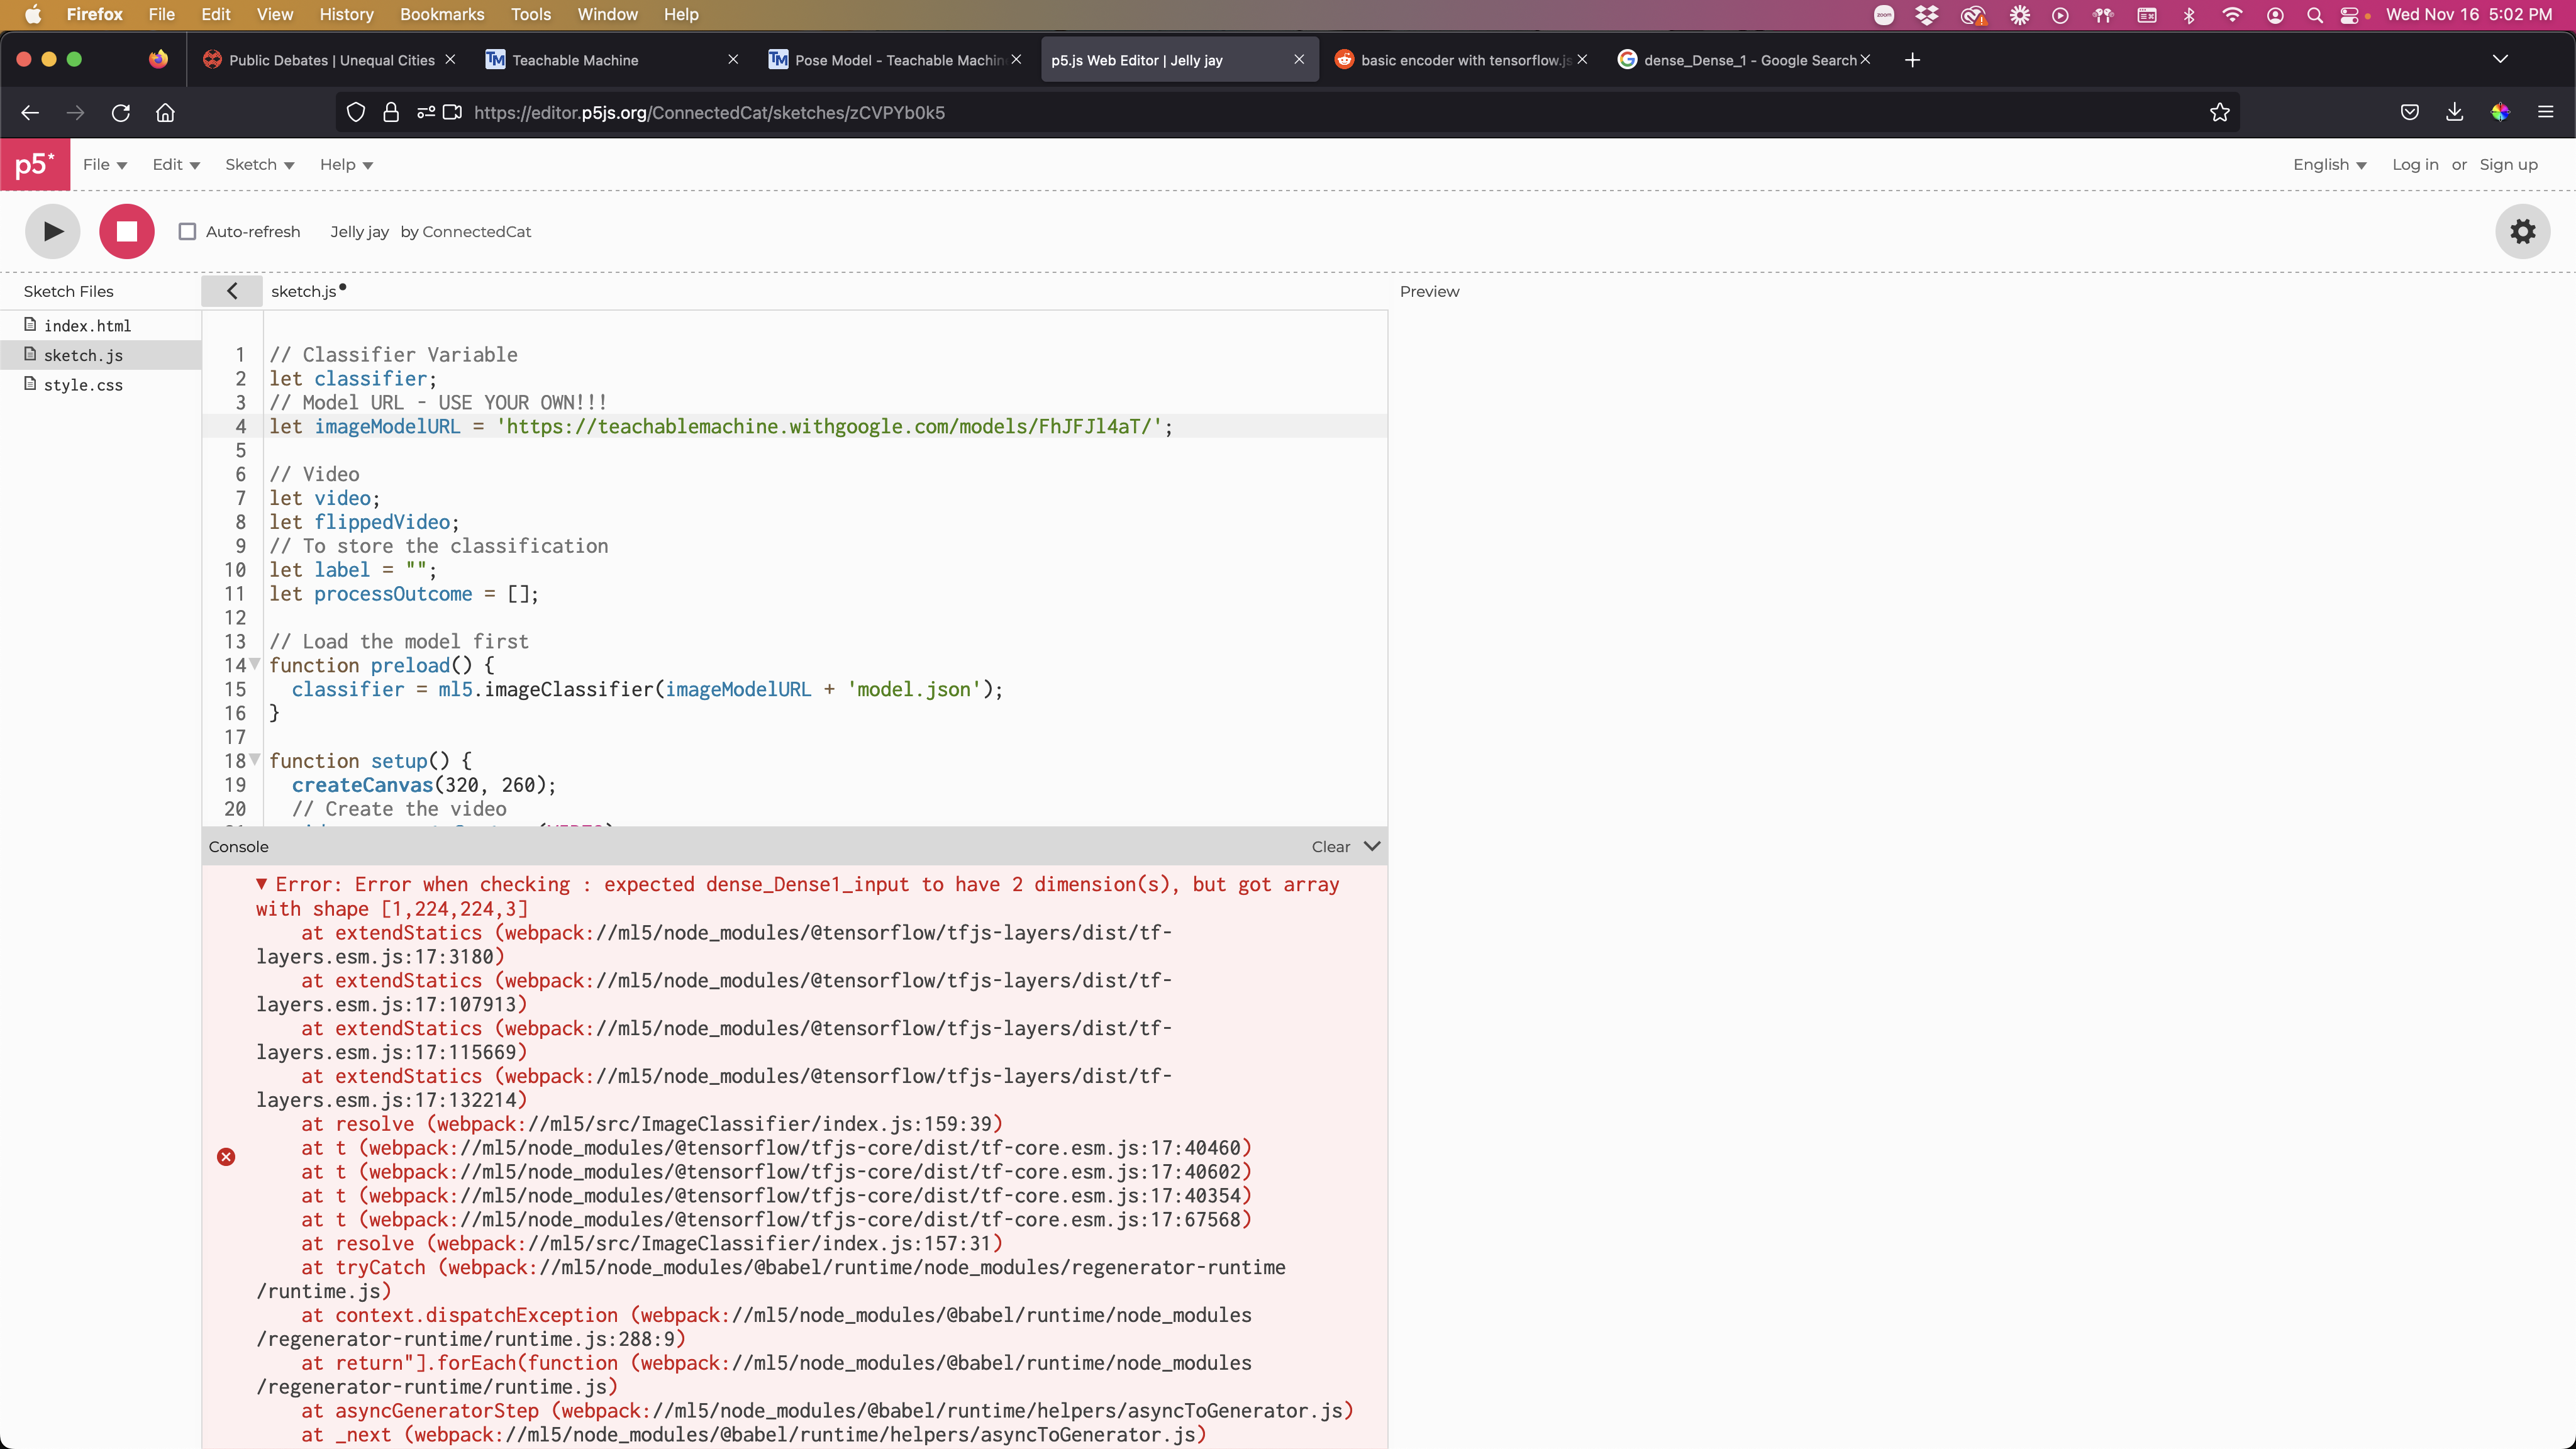 Firefox File Edit View History Bookmarks Tools Window Help zoom Wed Nov 16 5:02 PM
Public Debates | Unequal Cities TM Teachable Machine TM Pose Model - Teachable Machin p5.js Web Editor | Jelly jay basic encoder with tensorflow.js dense_Dense_1 - Google Search
https://editor.p5js.org/ConnectedCat/sketches/zCVPYb0k5
p5* File Edit Sketch Help English Log in or Sign up
Auto-refresh Jelly jay by ConnectedCat
Sketch Files sketch.js Preview
index.html
sketch.js
style.css
1 // Classifier Variable
2 let classifier;
3 // Model URL - USE YOUR OWN!!!
4 let imageModelURL = 'https://teachablemachine.withgoogle.com/models/FhJFJl4aT/';
5
6 // Video
7 let video;
8 let flippedVideo;
9 // To store the classification
10 let label = "";
11 let processOutcome = [];
12
13 // Load the model first
14 function preload() {
15 classifier = ml5.imageClassifier(imageModelURL + 'model.json');
16 }
17
18 function setup() {
19 createCanvas(320, 260);
20 // Create the video
Console Clear
Error: Error when checking : expected dense_Dense1_input to have 2 dimension(s), but got array
with shape [1,224,224,3]
at extendStatics (webpack://ml5/node_modules/@tensorflow/tfjs-layers/dist/tf-
layers.esm.js:17:3180)
at extendStatics (webpack://ml5/node_modules/@tensorflow/tfjs-layers/dist/tf-
layers.esm.js:17:107913)
at extendStatics (webpack://ml5/node_modules/@tensorflow/tfjs-layers/dist/tf-
layers.esm.js:17:115669)
at extendStatics (webpack://ml5/node_modules/@tensorflow/tfjs-layers/dist/tf-
layers.esm.js:17:132214)
at resolve (webpack://ml5/src/ImageClassifier/index.js:159:39)
at t (webpack://ml5/node_modules/@tensorflow/tfjs-core/dist/tf-core.esm.js:17:40460)
at t (webpack://ml5/node_modules/@tensorflow/tfjs-core/dist/tf-core.esm.js:17:40602)
at t (webpack://ml5/node_modules/@tensorflow/tfjs-core/dist/tf-core.esm.js:17:40354)
at t (webpack://ml5/node_modules/@tensorflow/tfjs-core/dist/tf-core.esm.js:17:67568)
at resolve (webpack://ml5/src/ImageClassifier/index.js:157:31)
at tryCatch (webpack://ml5/node_modules/@babel/runtime/node_modules/regenerator-runtime
/runtime.js)
at context.dispatchException (webpack://ml5/node_modules/@babel/runtime/node_modules
/regenerator-runtime/runtime.js:288:9)
at return"].forEach(function (webpack://ml5/node_modules/@babel/runtime/node_modules
/regenerator-runtime/runtime.js)
at asyncGeneratorStep (webpack://ml5/node_modules/@babel/runtime/helpers/asyncToGenerator.js)
at _next (webpack://ml5/node_modules/@babel/runtime/helpers/asyncToGenerator.js)